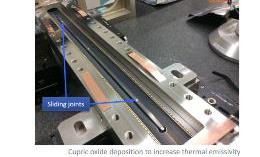 Sliding joints
Cupric oxide deposition to increase thermal emissivity